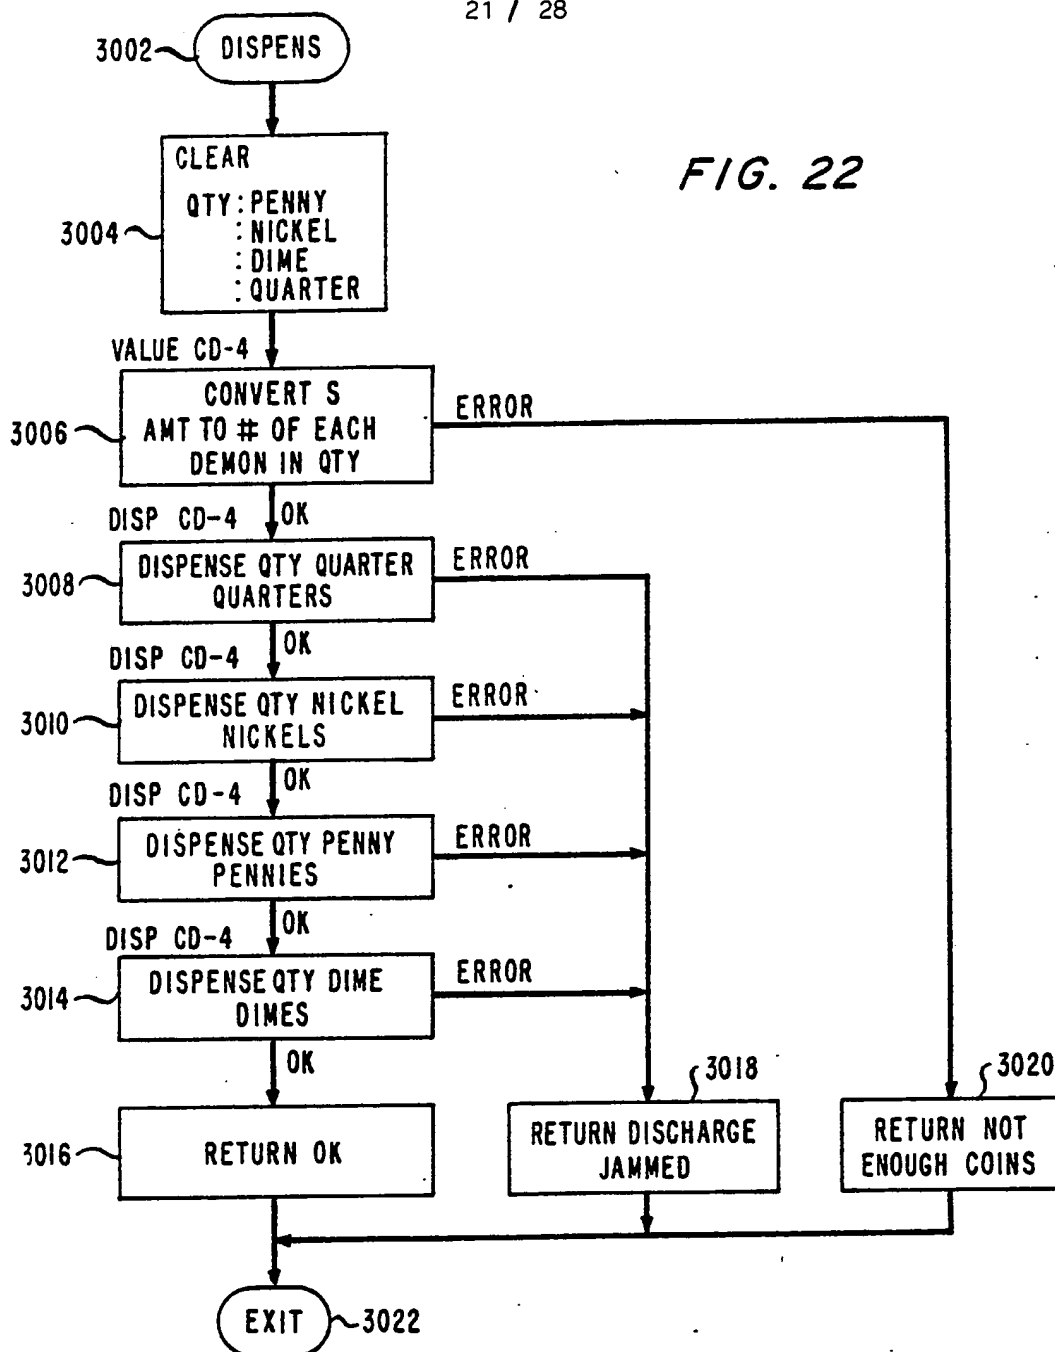 21 / 28
3002
DISPENS
FIG. 22
CLEAR
QTY : PENNY
: NICKEL
: DIME
: QUARTER
3004
VALUE CD-4
CONVERT S
AMT TO # OF EACH
DEMON IN QTY
3006
ERROR
OK
DISP CD-4
DISPENSE QTY QUARTER
QUARTERS
3008
ERROR
OK
DISP CD-4
DISPENSE QTY NICKEL
NICKELS
3010
ERROR
OK
DISP CD-4
DISPENSE QTY PENNY
PENNIES
3012
ERROR
OK
DISP CD-4
DISPENSE QTY DIME
DIMES
3014
ERROR
OK
3016
RETURN OK
3018
RETURN DISCHARGE
JAMMED
3020
RETURN NOT
ENOUGH COINS
EXIT
3022